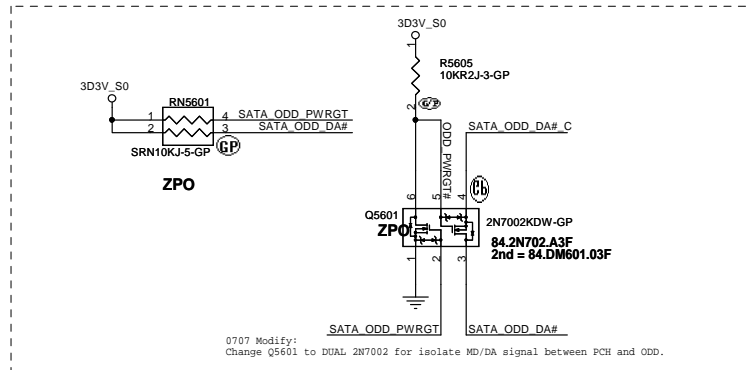 3D3V_S0
1
R5605
10KR2J-3-GP
2
3D3V_S0
RN5601
1
4
SATA_ODD_PWRGT
2
3
SATA_ODD_DA#
SRN10KJ-5-GP
GP
ZPO
ODD_PWRGT#
SATA_ODD_DA#_C
6
5
4
Q5601
ZPO
2N7002KDW-GP
84.2N702.A3F
2nd = 84.DM601.03F
1
2
3
SATA_ODD_PWRGT
SATA_ODD_DA#
0707 Modify:
Change Q5601 to DUAL 2N7002 for isolate MD/DA signal between PCH and ODD.